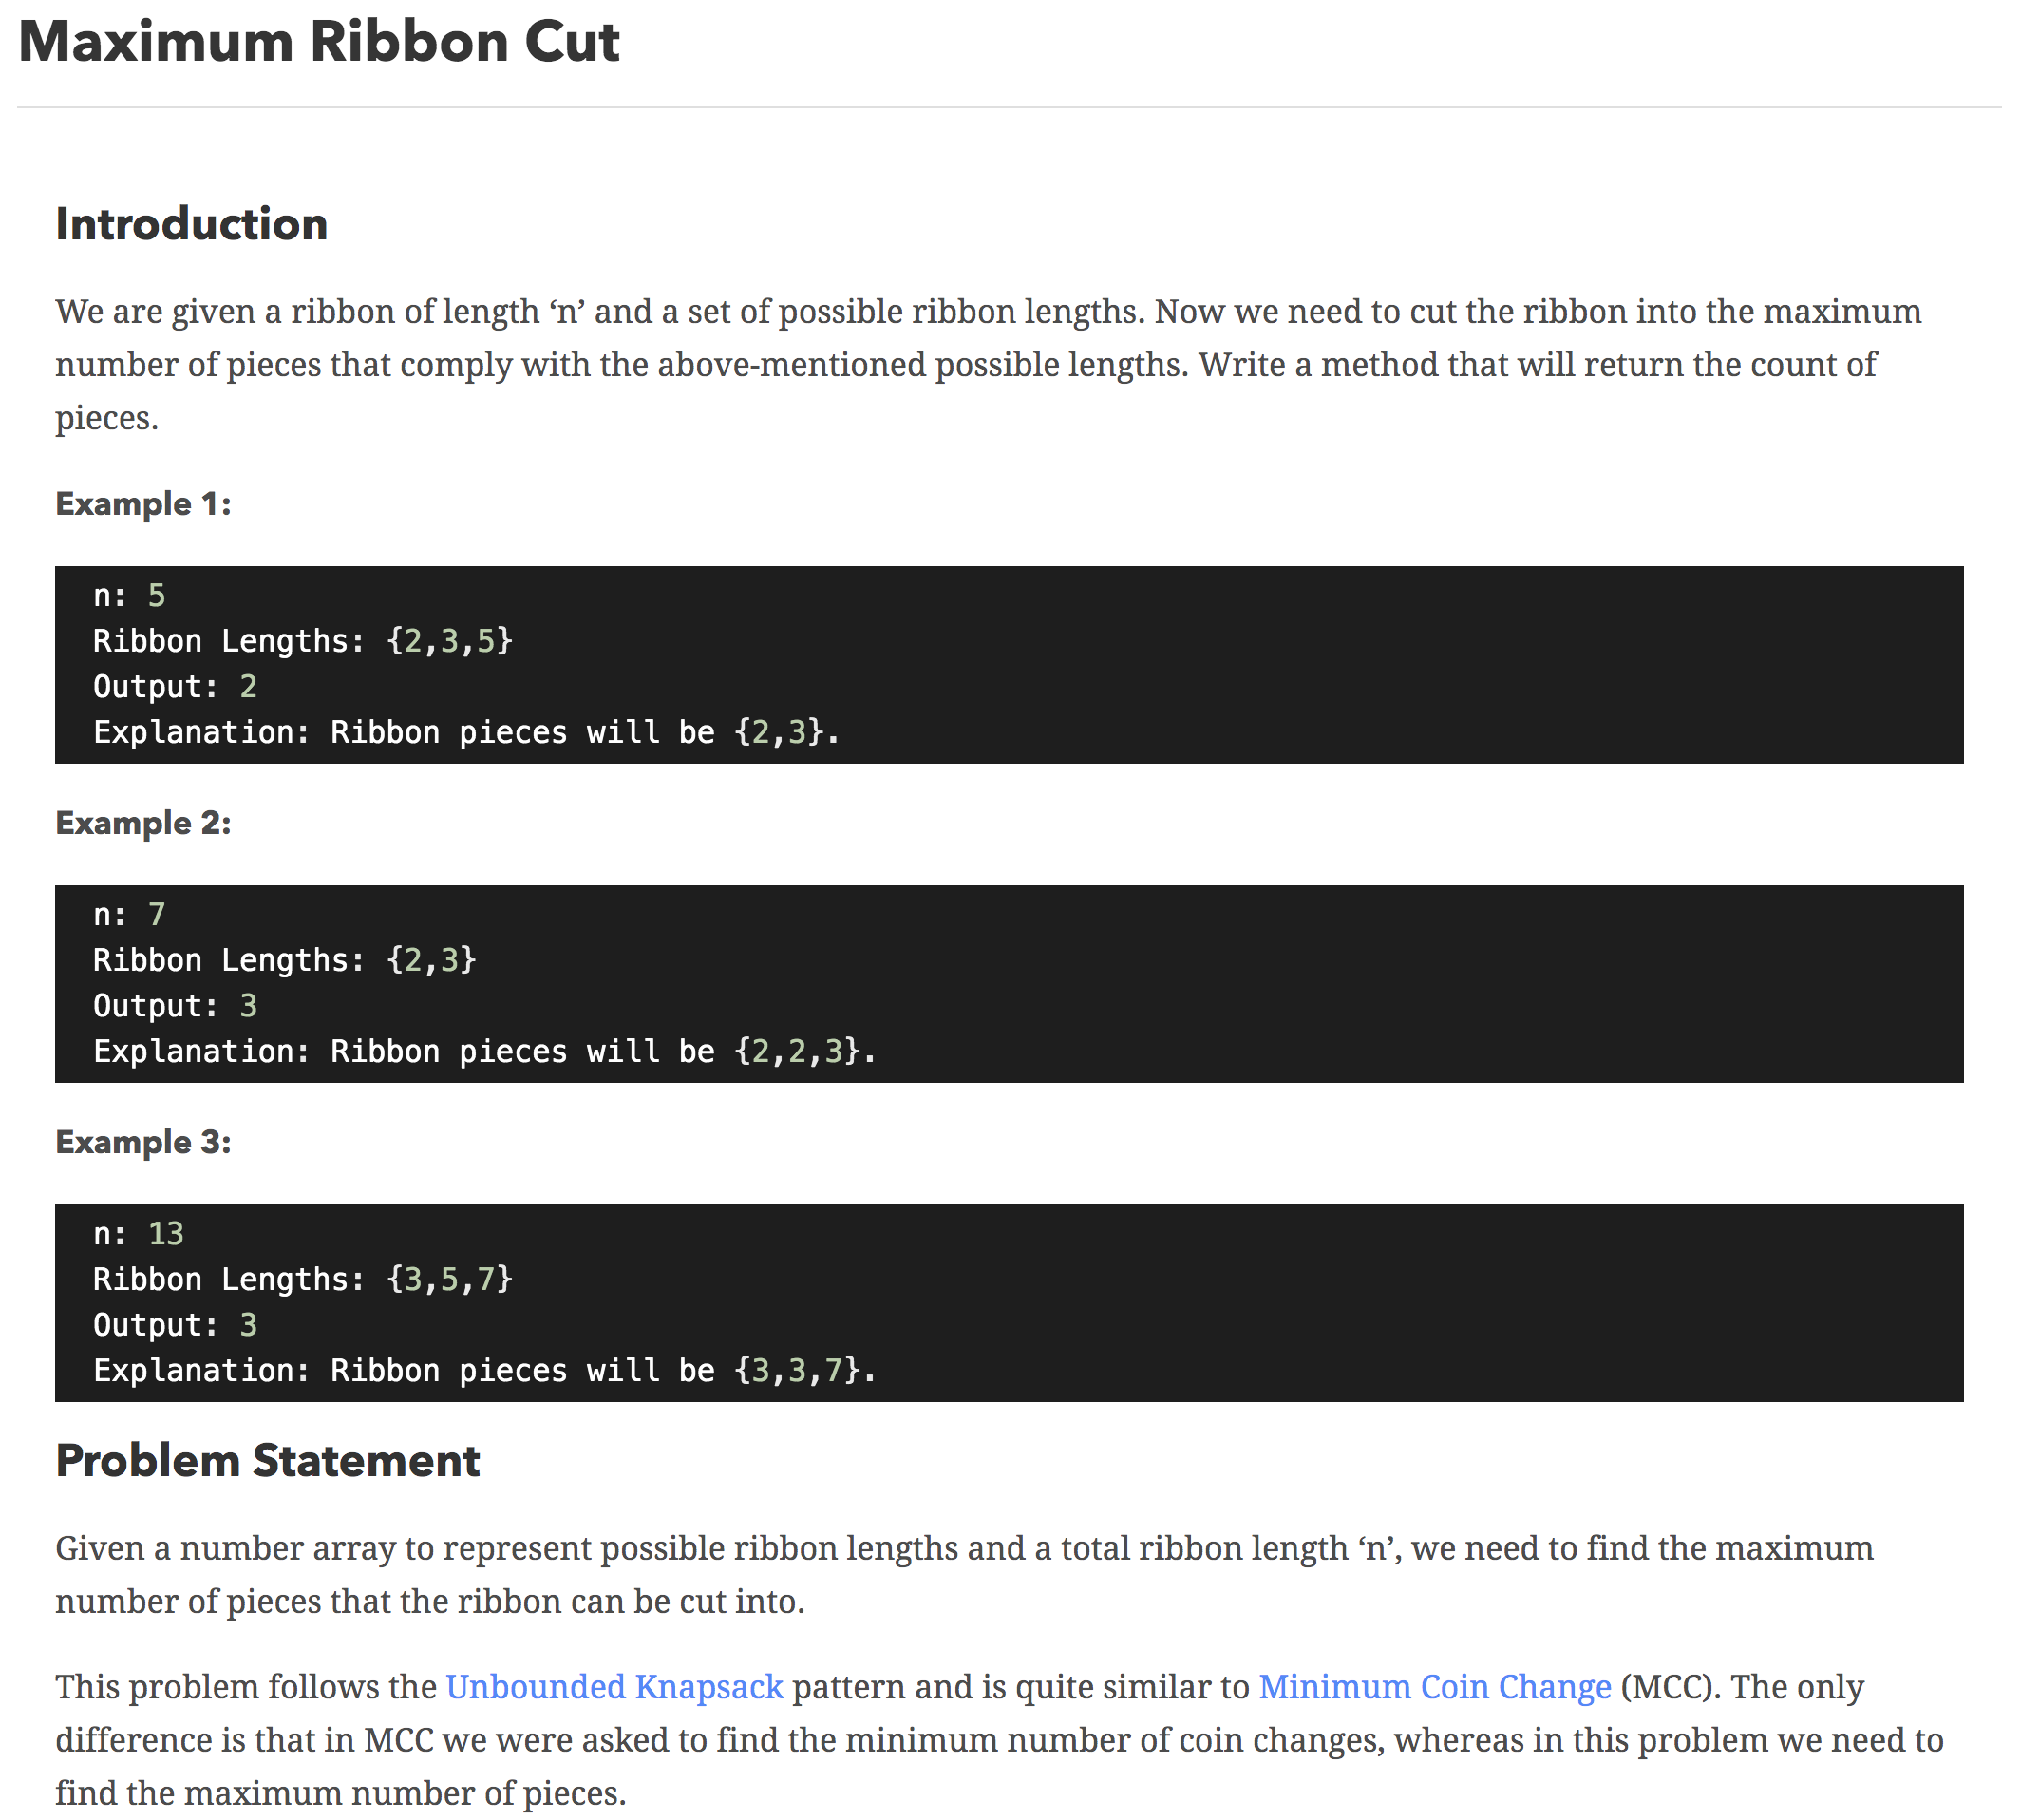 Maximum Ribbon Cut
Introduction
We are given a ribbon of length ‘n’ and a set of possible ribbon lengths. Now we need to cut the ribbon into the maximum
number of pieces that comply with the above-mentioned possible lengths. Write a method that will return the count of
pieces.
Example 1:
n: 5
Ribbon Lengths: {2,3,5}
Output: 2
Explanation: Ribbon pieces will be {2,3}.
Example 2:
n: 7
Ribbon Lengths: {2,3}
Output: 3
Explanation: Ribbon pieces will be {2,2,3}.
Example 3:
n: 13
Ribbon Lengths: {3,5,7}
Output: 3
Explanation: Ribbon pieces will be {3,3,7}.
Problem Statement
Given a number array to represent possible ribbon lengths and a total ribbon length ‘n’, we need to find the maximum
number of pieces that the ribbon can be cut into.
This problem follows the Unbounded Knapsack pattern and is quite similar to Minimum Coin Change (MCC). The only
difference is that in MCC we were asked to find the minimum number of coin changes, whereas in this problem we need to
find the maximum number of pieces.